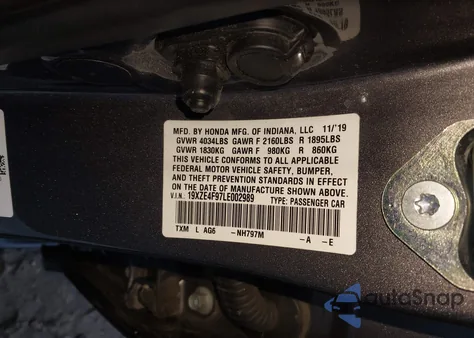 MFD. BY HONDA MFG. OF INDIANA, LLC 11/'19
GVWR 4034LBS GAWR F 2160LBS R 1895LBS
GVWR 1830KG GAWR F 980KG R 860KG
THIS VEHICLE CONFORMS TO ALL APPLICABLE
FEDERAL MOTOR VEHICLE SAFETY, BUMPER,
AND THEFT PREVENTION STANDARDS IN EFFECT
ON THE DATE OF MANUFACTURE SHOWN ABOVE.
V.I.N. 19XZE4F97LE002989 TYPE: PASSENGER CAR
TXM L AG6 -NH797M -A -E
autoSnap